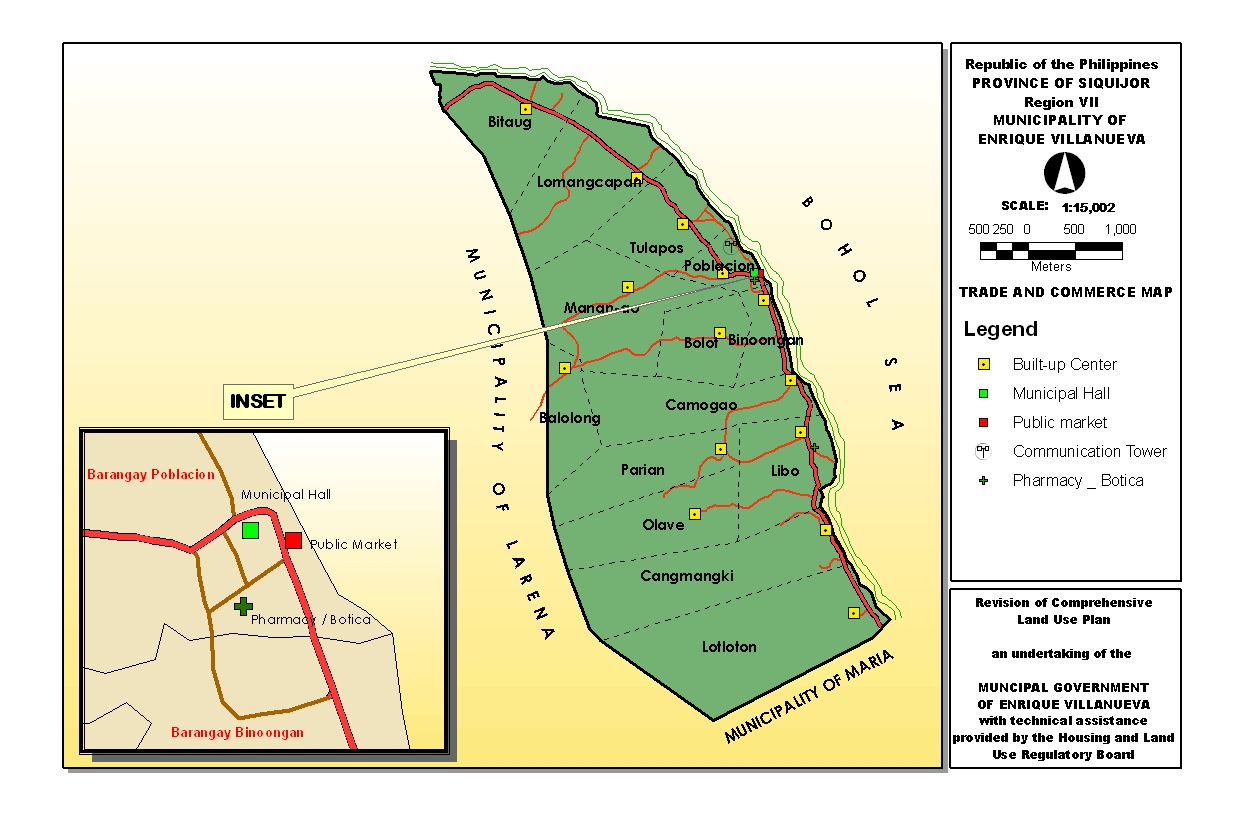 Republic of the Philippines
PROVINCE OF SIQUIJOR
Region VII
MUNICIPALITY OF
ENRIQUE VILLANUEVA
SCALE: 1:15,002
500 250 0 500 1,000
Meters
TRADE AND COMMERCE MAP
Legend
Built-up Center
Municipal Hall
Public market
Communication Tower
Pharmacy _ Botica
Revision of Comprehensive
Land Use Plan
an undertaking of the
MUNCIPAL GOVERNMENT
OF ENRIQUE VILLANUEVA
with technical assistance
provided by the Housing and Land
Use Regulatory Board
Bitaug
Lomangcapan
Tulapos
Poblacion
Bolot
Binoongan
Balolong
Camogao
Parian
Libo
Olave
Cangmangki
Lotloton
BOHOL SEA
MUNICIPALITY OF LARENA
MUNICIPALITY OF MARIA
INSET
Barangay Poblacion
Municipal Hall
Public Market
Pharmacy / Botica
Barangay Binoongan